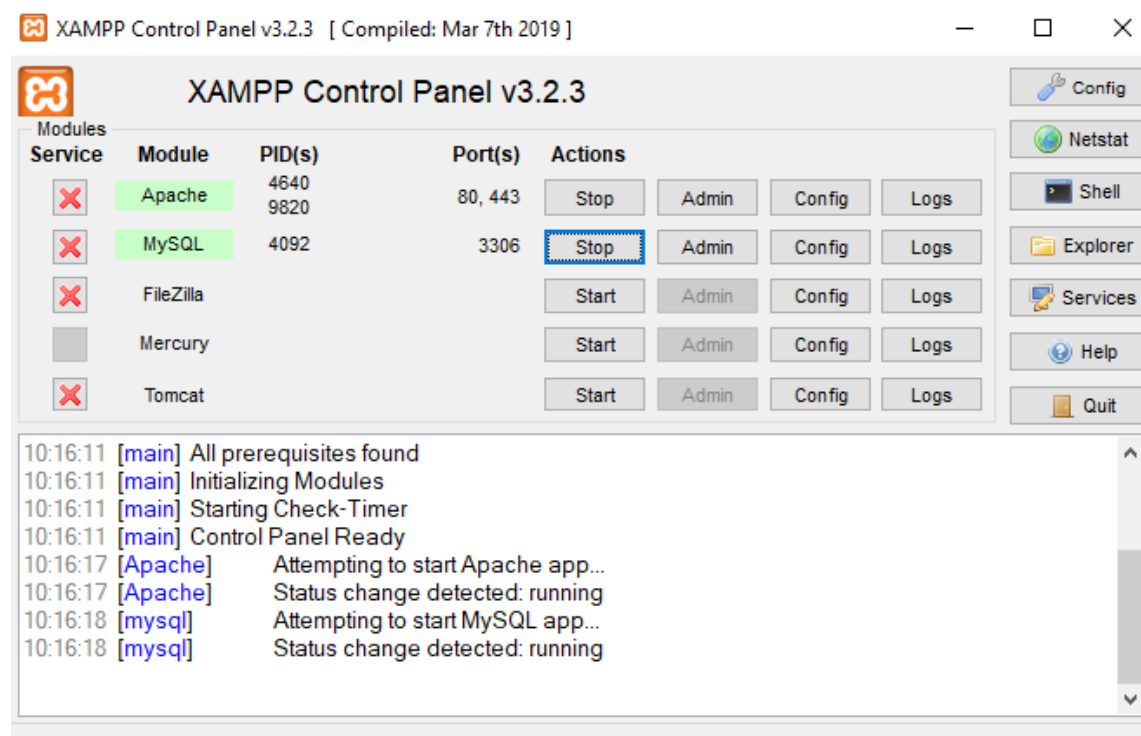 XAMPP Control Panel v3.2.3 [ Compiled: Mar 7th 2019 ]
XAMPP Control Panel v3.2.3
Config
Modules
Netstat
Service Module PID(s) Port(s) Actions
Apache 4640 9820 80, 443 Stop Admin Config Logs
Shell
MySQL 4092 3306 Stop Admin Config Logs
Explorer
FileZilla Start Admin Config Logs
Services
Mercury Start Admin Config Logs
Help
Tomcat Start Admin Config Logs
Quit
10:16:11 [main] All prerequisites found
10:16:11 [main] Initializing Modules
10:16:11 [main] Starting Check-Timer
10:16:11 [main] Control Panel Ready
10:16:17 [Apache] Attempting to start Apache app...
10:16:17 [Apache] Status change detected: running
10:16:18 [mysql] Attempting to start MySQL app...
10:16:18 [mysql] Status change detected: running